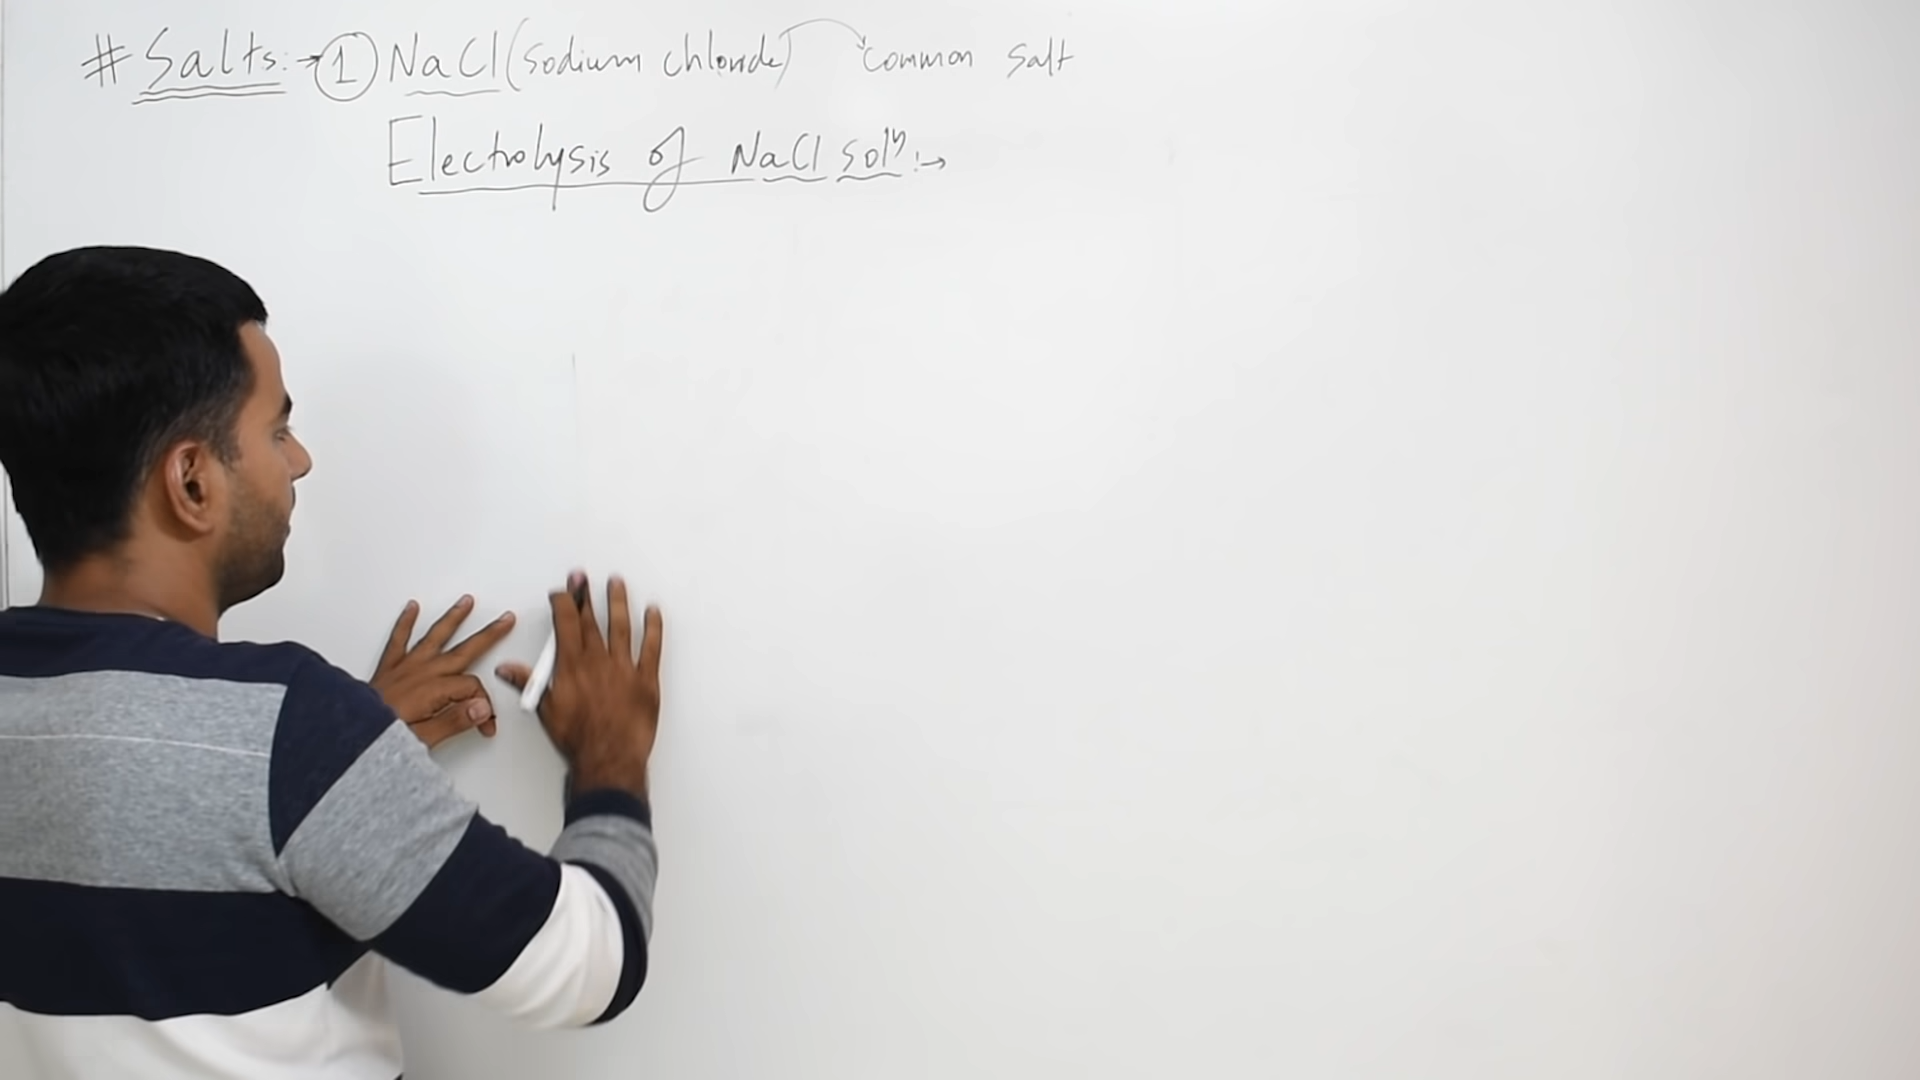 # Salts:→ ① NaCl (Sodium chloride) Common Salt
Electrolysis of NaCl solⁿ:→